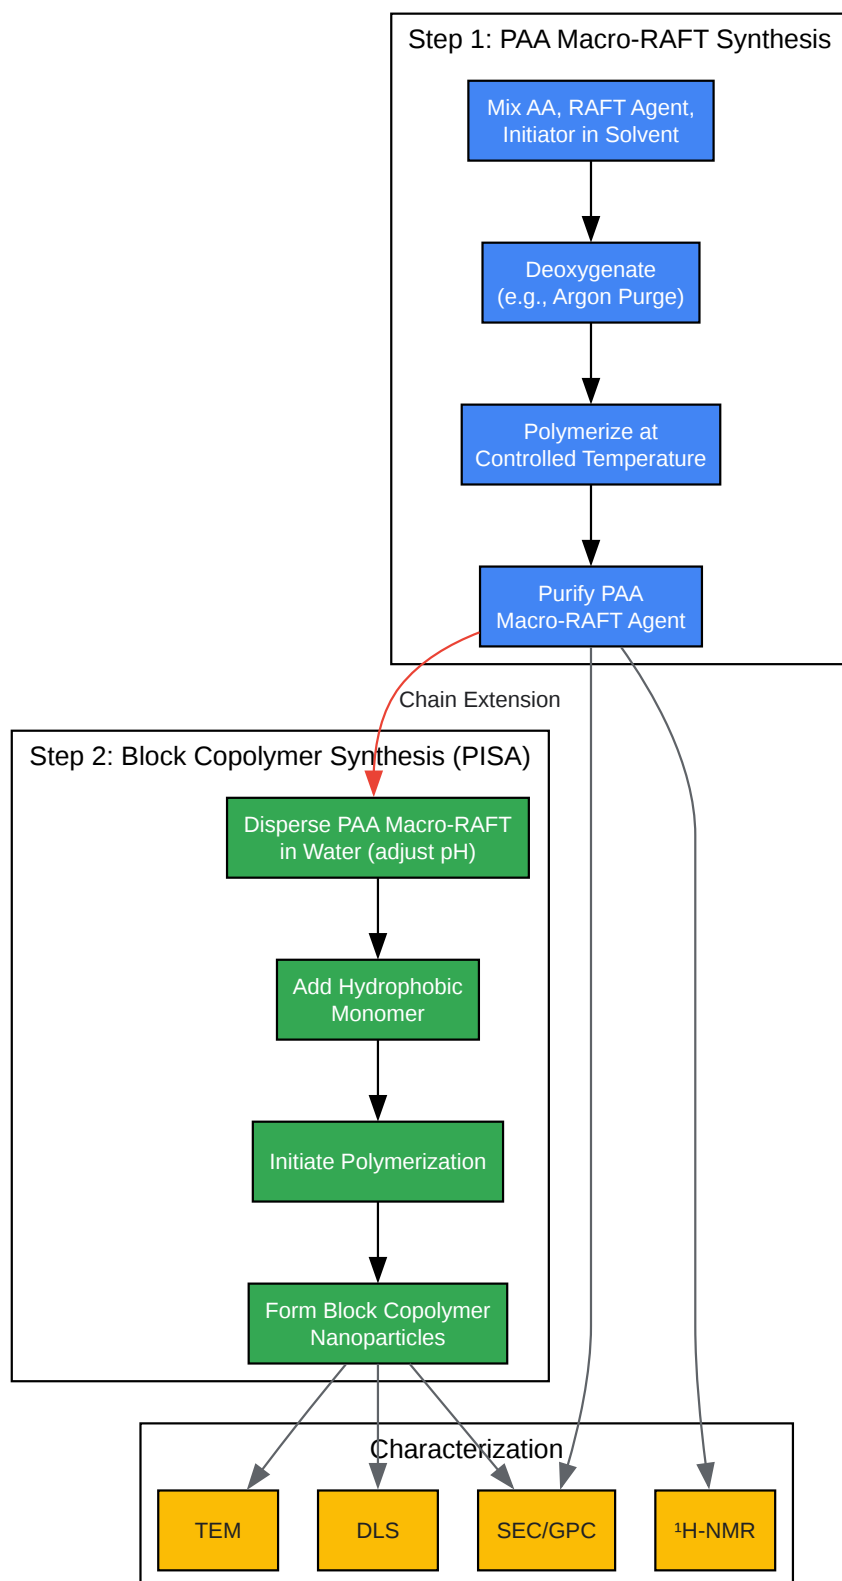 Step 1: PAA Macro-RAFT Synthesis
Mix AA, RAFT Agent,
Initiator in Solvent
Deoxygenate
(e.g., Argon Purge)
Polymerize at
Controlled Temperature
Purify PAA
Macro-RAFT Agent
Chain Extension
Step 2: Block Copolymer Synthesis (PISA)
Disperse PAA Macro-RAFT
in Water (adjust pH)
Add Hydrophobic
Monomer
Initiate Polymerization
Form Block Copolymer
Nanoparticles
Characterization
TEM
DLS
SEC/GPC
¹H-NMR